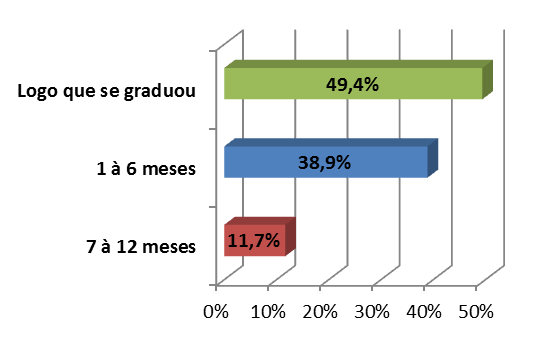 Logo que se graduou
49,4%
1 à 6 meses
38,9%
7 à 12 meses
11,7%
0% 10% 20% 30% 40% 50%